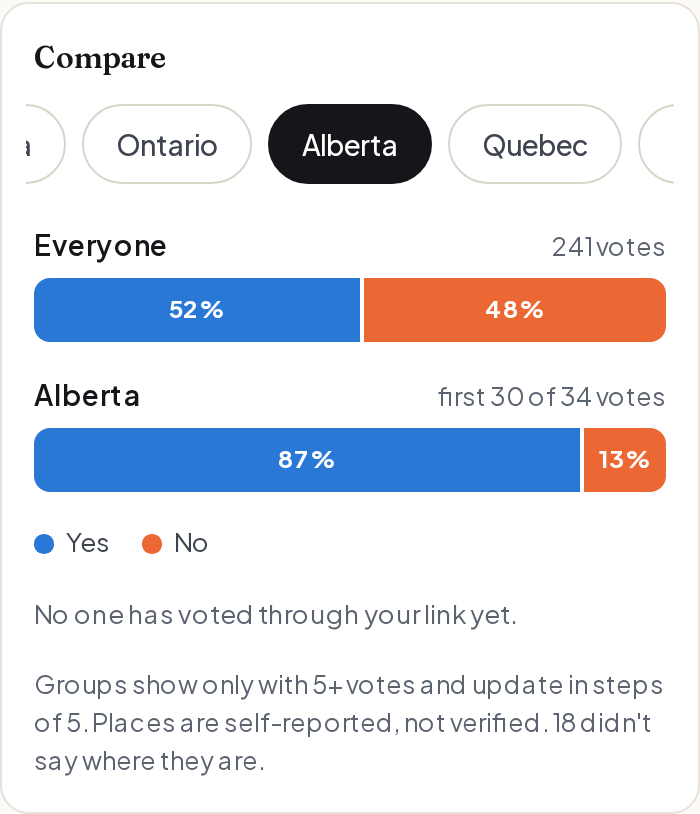 Compare
a Ontario Alberta Quebec
Everyone 241 votes
52% 48%
Alberta first 30 of 34 votes
87% 13%
Yes No
No one has voted through your link yet.
Groups show only with 5+ votes and update in steps
of 5. Places are self-reported, not verified. 18 didn't
say where they are.